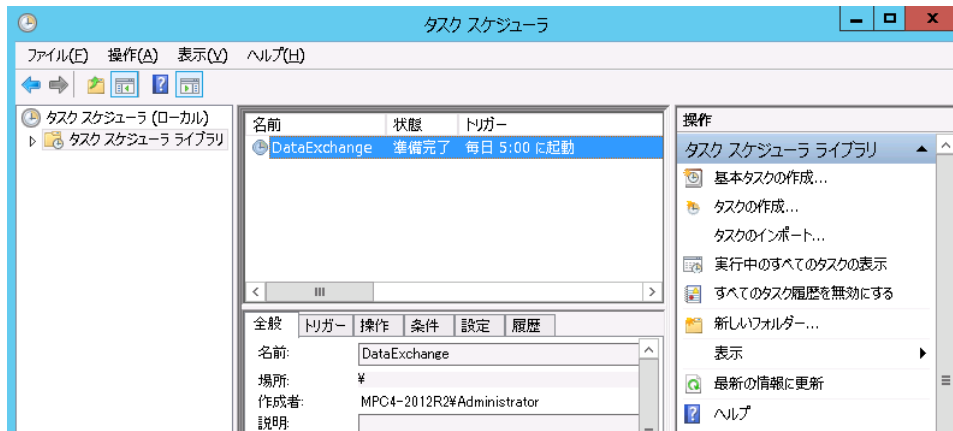 タスク スケジューラ
ファイル(F) 操作(A) 表示(V) ヘルプ(H)
タスク スケジューラ (ローカル)
タスク スケジューラ ライブラリ
名前 状態 トリガー
DataExchange 準備完了 毎日 5:00 に起動
全般 トリガー 操作 条件 設定 履歴
名前: DataExchange
場所: ¥
作成者: MPC4-2012R2¥Administrator
説明:
操作
タスク スケジューラ ライブラリ
基本タスクの作成...
タスクの作成...
タスクのインポート...
実行中のすべてのタスクの表示
すべてのタスク履歴を無効にする
新しいフォルダー...
表示
最新の情報に更新
ヘルプ